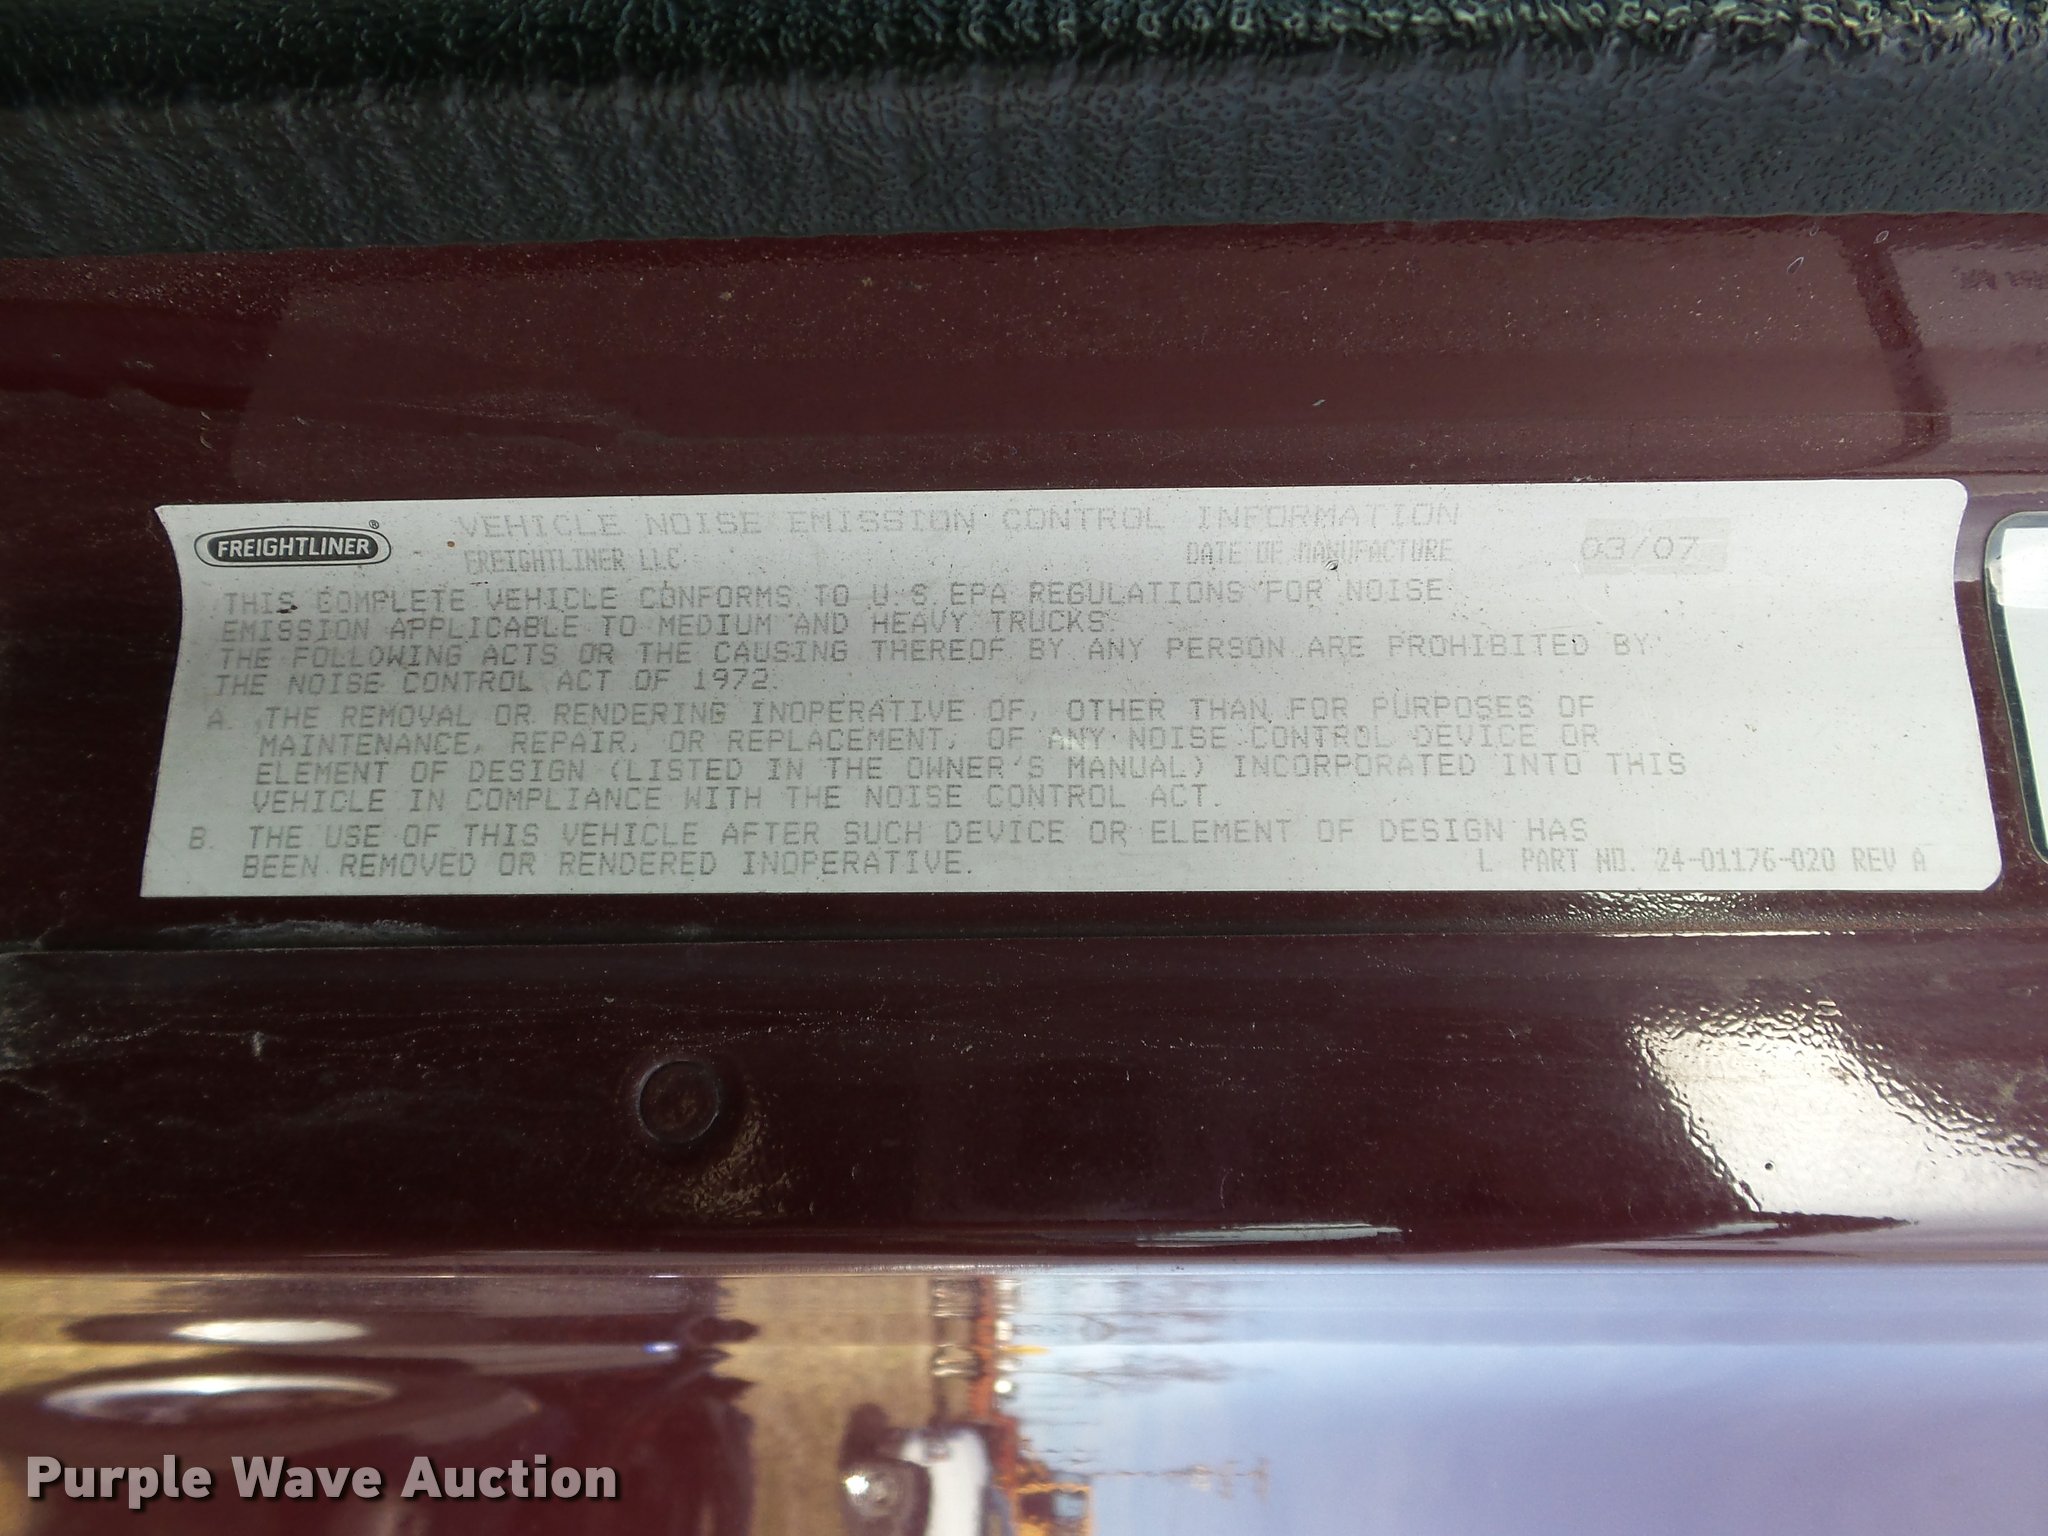 FREIGHTLINER®
VEHICLE NOISE EMISSION CONTROL INFORMATION
FREIGHTLINER LLC DATE OF MANUFACTURE 03/07
THIS COMPLETE VEHICLE CONFORMS TO U S EPA REGULATIONS FOR NOISE
EMISSION APPLICABLE TO MEDIUM AND HEAVY TRUCKS.
THE FOLLOWING ACTS OR THE CAUSING THEREOF BY ANY PERSON ARE PROHIBITED BY
THE NOISE CONTROL ACT OF 1972.
A. THE REMOVAL OR RENDERING INOPERATIVE OF, OTHER THAN FOR PURPOSES OF
MAINTENANCE, REPAIR, OR REPLACEMENT, OF ANY NOISE CONTROL DEVICE OR
ELEMENT OF DESIGN (LISTED IN THE OWNER'S MANUAL) INCORPORATED INTO THIS
VEHICLE IN COMPLIANCE WITH THE NOISE CONTROL ACT.
B. THE USE OF THIS VEHICLE AFTER SUCH DEVICE OR ELEMENT OF DESIGN HAS
BEEN REMOVED OR RENDERED INOPERATIVE.
L PART NO. 24-01176-020 REV A
Purple Wave Auction